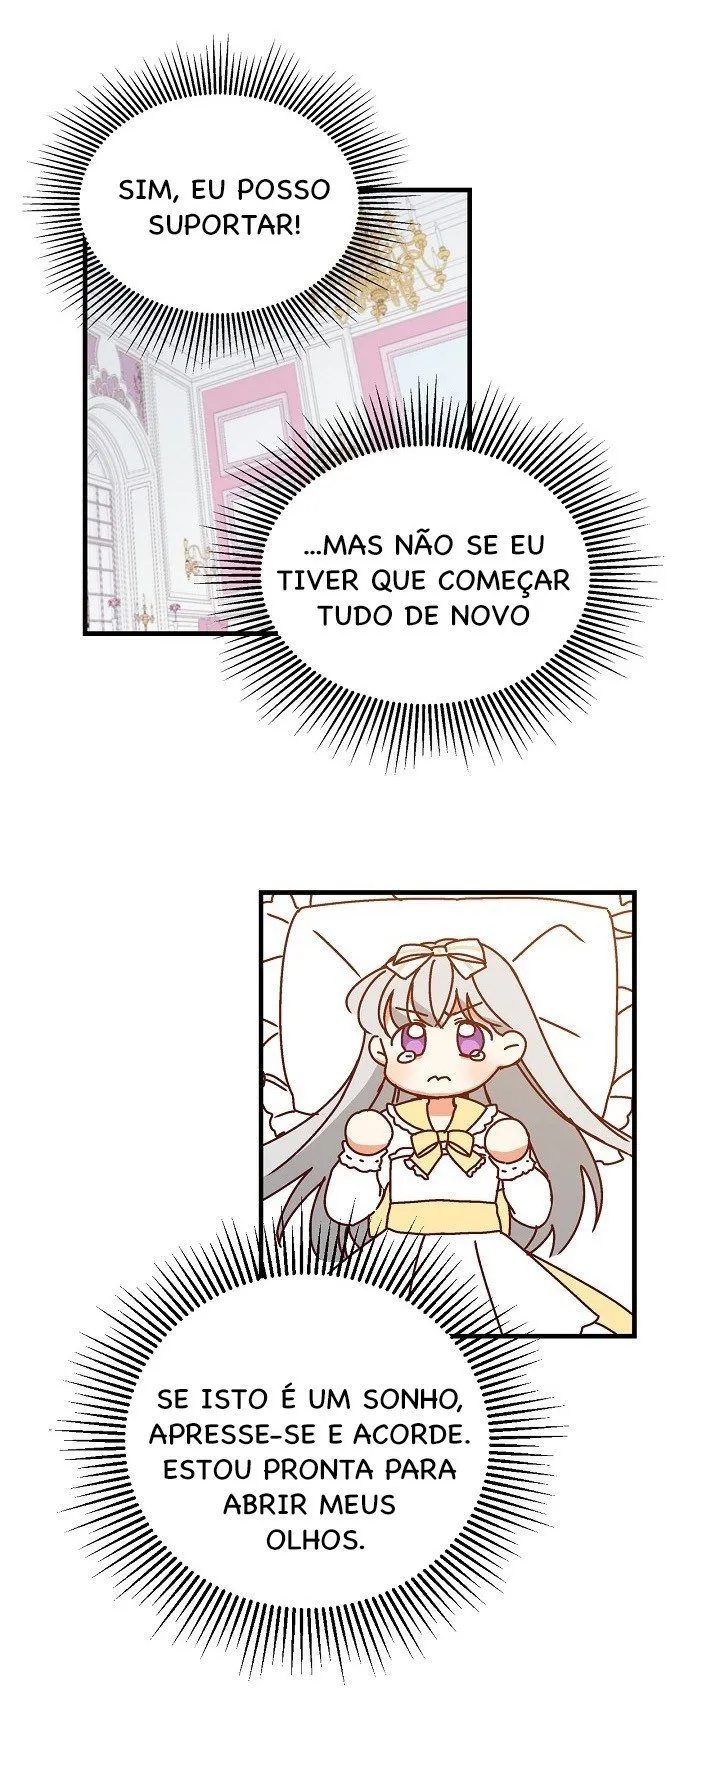 SIM, EU POSSO
SUPORTAR!
...MAS NÃO SE EU
TIVER QUE COMEÇAR
TUDO DE NOVO
SE ISTO É UM SONHO,
APRESSE-SE E ACORDE.
ESTOU PRONTA PARA
ABRIR MEUS
OLHOS.